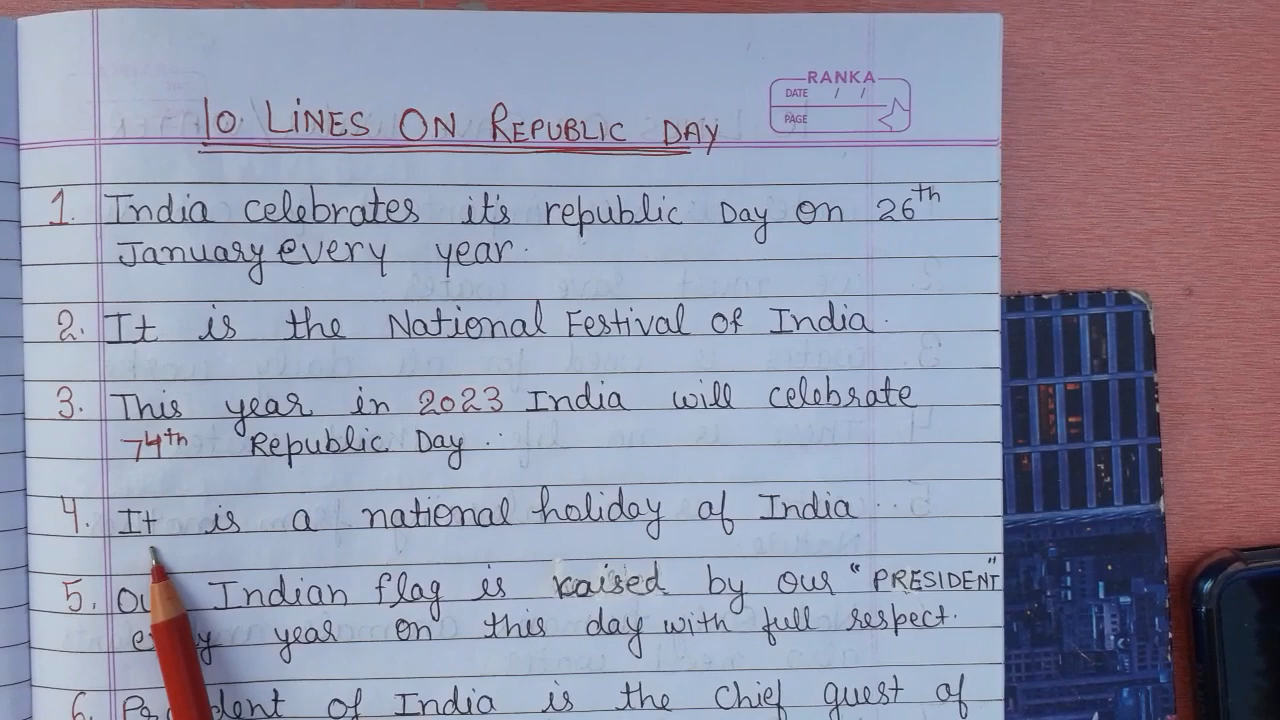 RANKA
DATE / /
PAGE
10 LINES ON REPUBLIC DAY
1. India celebrates it's republic Day on 26th
January every year.
2. It is the National Festival of India.
3. This year in 2023 India will celebrate
74th Republic Day.
4. It is a national holiday of India
5. Indian flag is raised by our "PRESIDENT"
year on this day with full respect.
6. of India is the Chief guest of